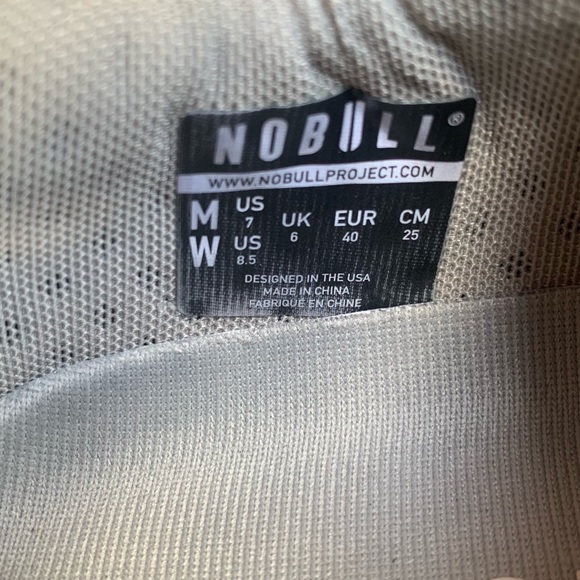 NOBULL®
WWW.NOBULLPROJECT.COM
M US 7 UK 6 EUR 40 CM 25
W US 8.5
DESIGNED IN THE USA
MADE IN CHINA
FABRIQUE EN CHINE